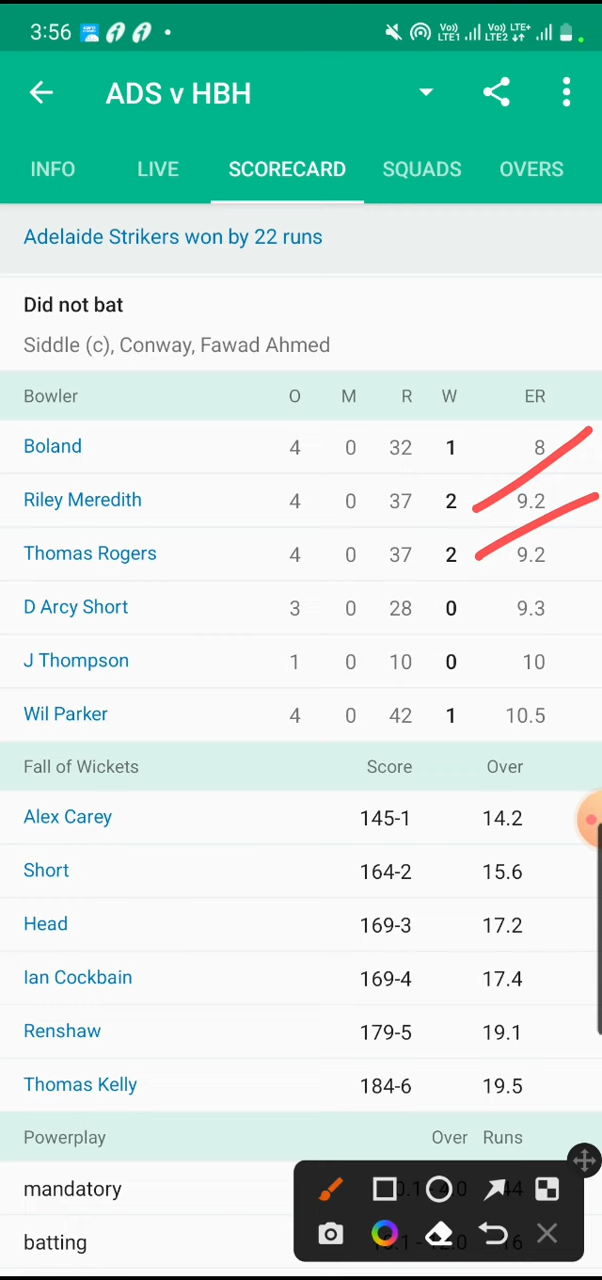 3:56 Vo) LTE1 Vo) LTE+ LTE2
ADS v HBH
INFO LIVE SCORECARD SQUADS OVERS
Adelaide Strikers won by 22 runs
Did not bat
Siddle (c), Conway, Fawad Ahmed
Bowler O M R W ER
Boland 4 0 32 1 8
Riley Meredith 4 0 37 2 9.2
Thomas Rogers 4 0 37 2 9.2
D Arcy Short 3 0 28 0 9.3
J Thompson 1 0 10 0 10
Wil Parker 4 0 42 1 10.5
Fall of Wickets Score Over
Alex Carey 145-1 14.2
Short 164-2 15.6
Head 169-3 17.2
Ian Cockbain 169-4 17.4
Renshaw 179-5 19.1
Thomas Kelly 184-6 19.5
Powerplay Over Runs
mandatory
batting